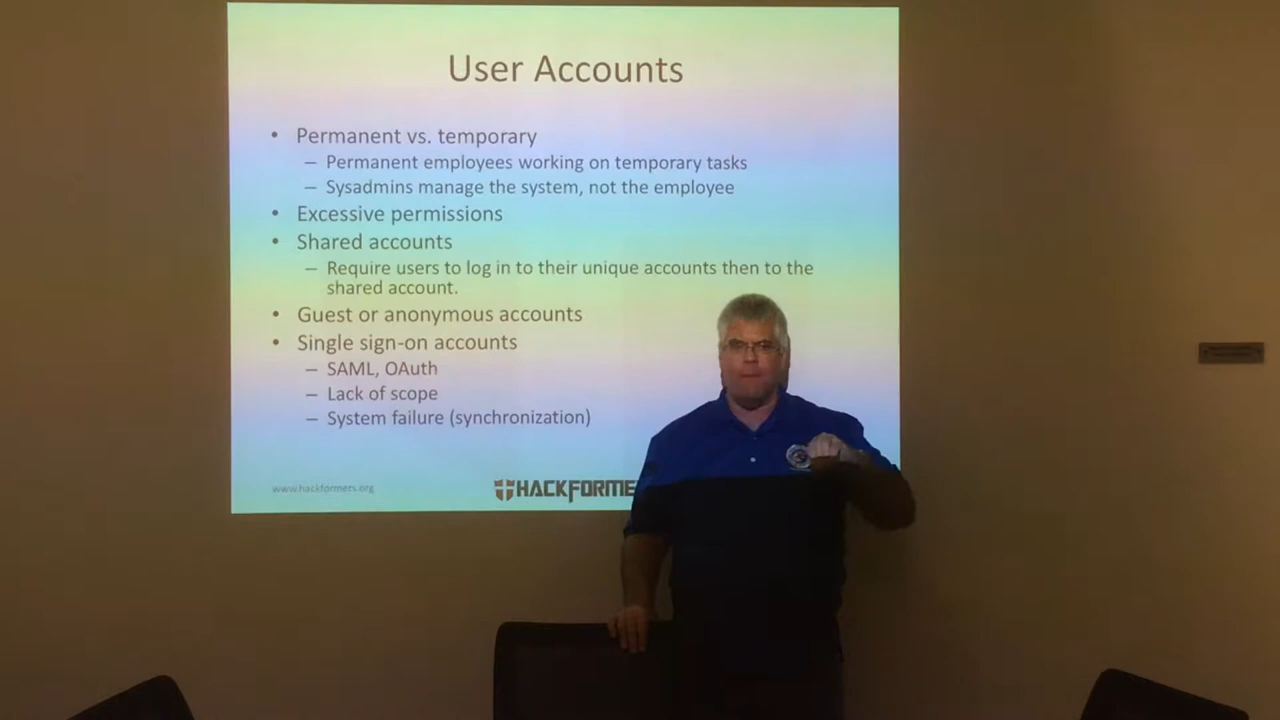 User Accounts
• Permanent vs. temporary
– Permanent employees working on temporary tasks
– Sysadmins manage the system, not the employee
• Excessive permissions
• Shared accounts
– Require users to log in to their unique accounts then to the
shared account.
• Guest or anonymous accounts
• Single sign-on accounts
– SAML, OAuth
– Lack of scope
– System failure (synchronization)
www.hackformers.org
HACKFORME